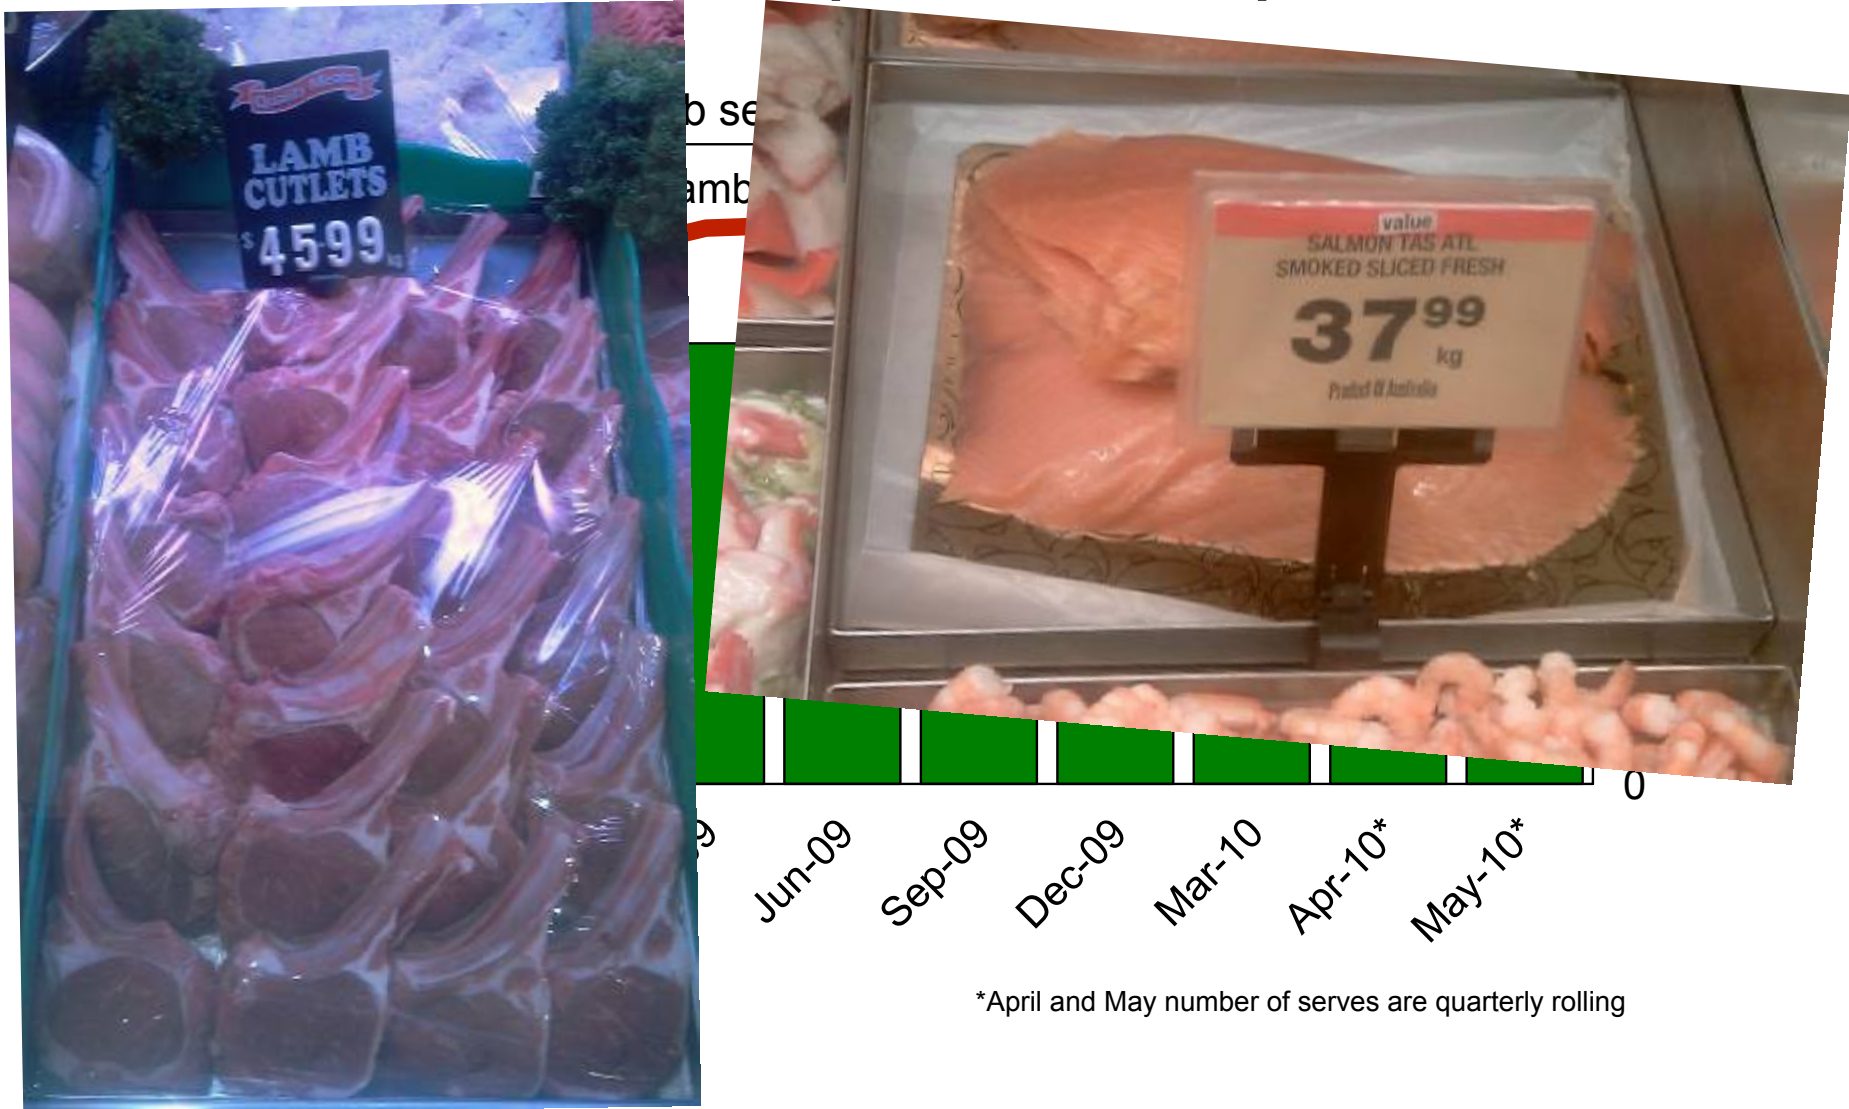 LAMB
CUTLETS
$4599
kg
b se
amb
value
SALMON TAS ATL
SMOKED SLICED FRESH
37⁹⁹
kg
Product Of Australia
0
9
Jun-09
Sep-09
Dec-09
Mar-10
Apr-10*
May-10*
*April and May number of serves are quarterly rolling